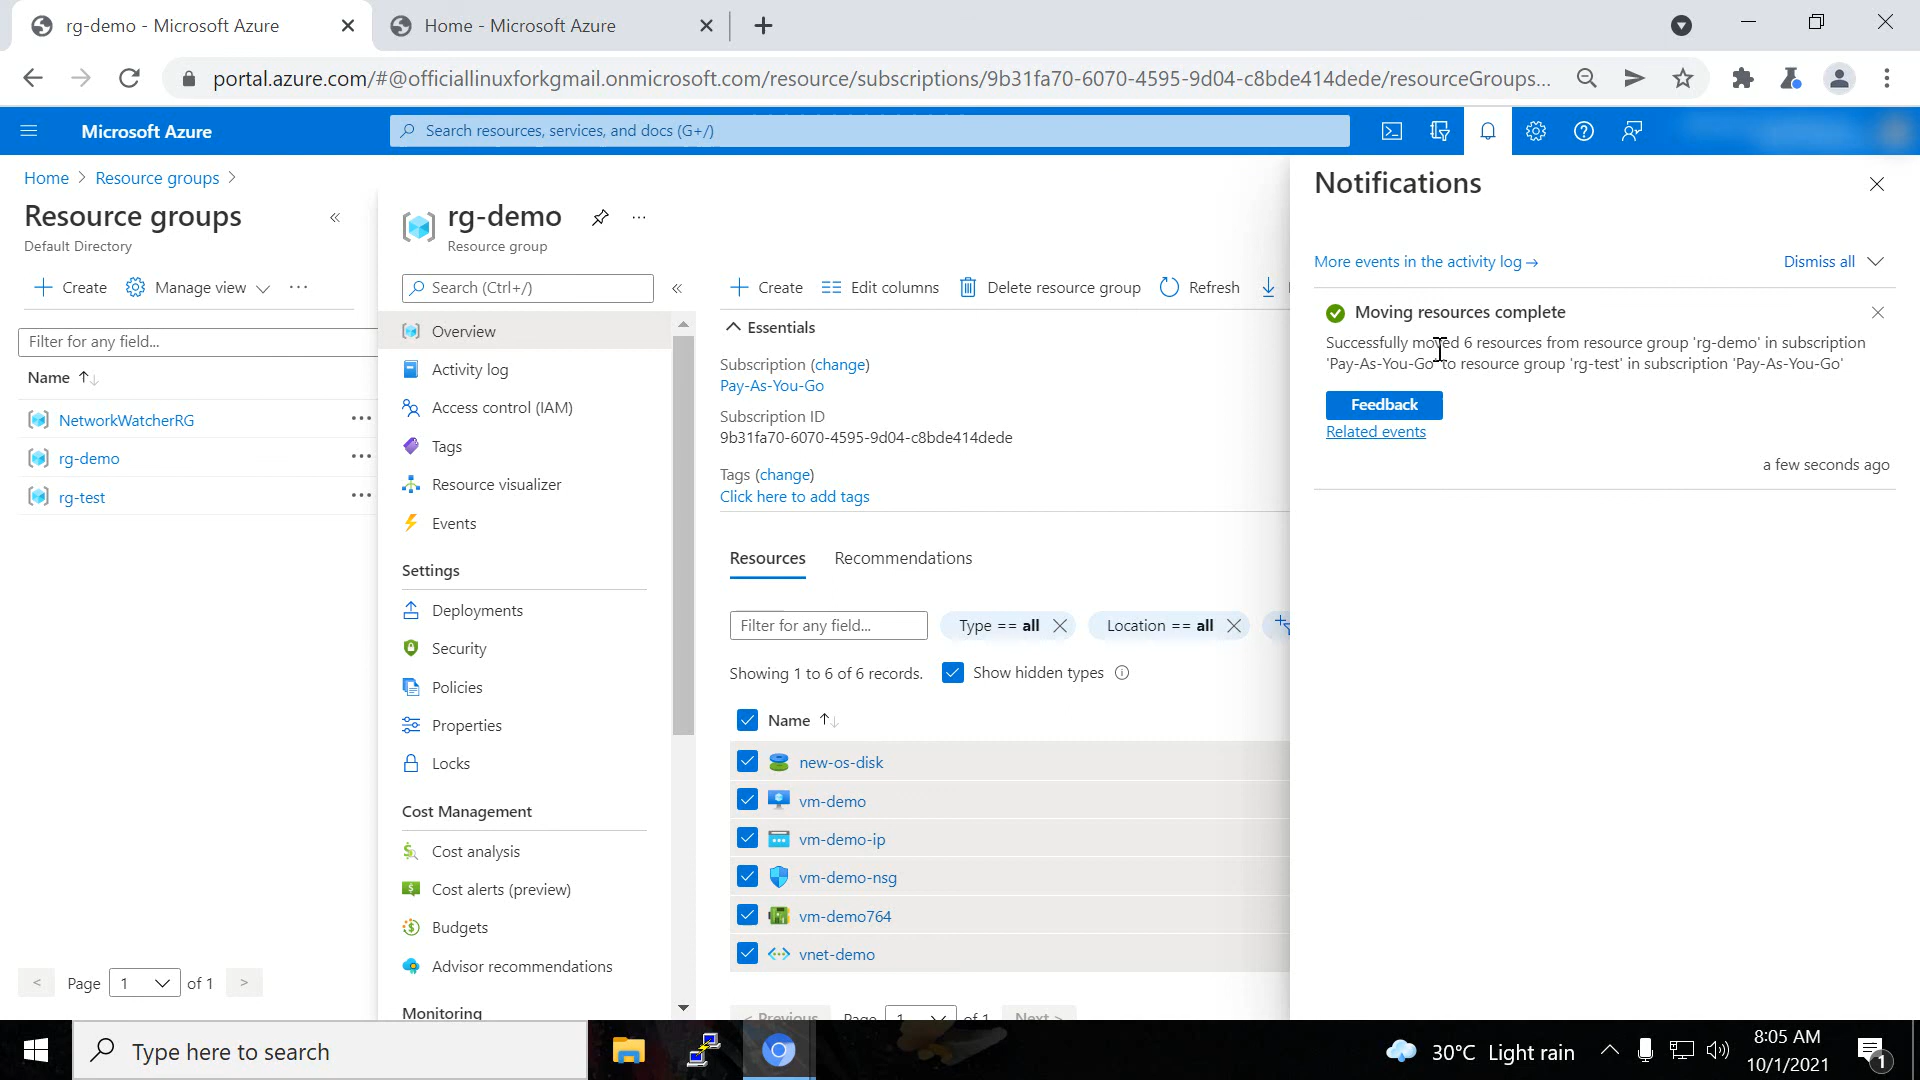 rg-demo - Microsoft Azure
Home - Microsoft Azure
portal.azure.com/#@officiallinuxforkgmail.onmicrosoft.com/resource/subscriptions/9b31fa70-6070-4595-9d04-c8bde414dede/resourceGroups...
Microsoft Azure
Search resources, services, and docs (G+/)
Home > Resource groups >
Resource groups
Default Directory
Create
Manage view
Filter for any field...
Name
NetworkWatcherRG
rg-demo
rg-test
< Page 1 of 1 >
rg-demo
Resource group
Search (Ctrl+/)
Overview
Activity log
Access control (IAM)
Tags
Resource visualizer
Events
Settings
Deployments
Security
Policies
Properties
Locks
Cost Management
Cost analysis
Cost alerts (preview)
Budgets
Advisor recommendations
Monitoring
Create
Edit columns
Delete resource group
Refresh
Essentials
Subscription (change)
Pay-As-You-Go
Subscription ID
9b31fa70-6070-4595-9d04-c8bde414dede
Tags (change)
Click here to add tags
Resources
Recommendations
Filter for any field...
Type == all
Location == all
Showing 1 to 6 of 6 records.
Show hidden types
Name
new-os-disk
vm-demo
vm-demo-ip
vm-demo-nsg
vm-demo764
vnet-demo
< Previous Page 1 of 1 Next >
Notifications
More events in the activity log →
Dismiss all
Moving resources complete
Successfully moved 6 resources from resource group 'rg-demo' in subscription
'Pay-As-You-Go' to resource group 'rg-test' in subscription 'Pay-As-You-Go'
Feedback
Related events
a few seconds ago
Type here to search
30°C Light rain
8:05 AM
10/1/2021
1